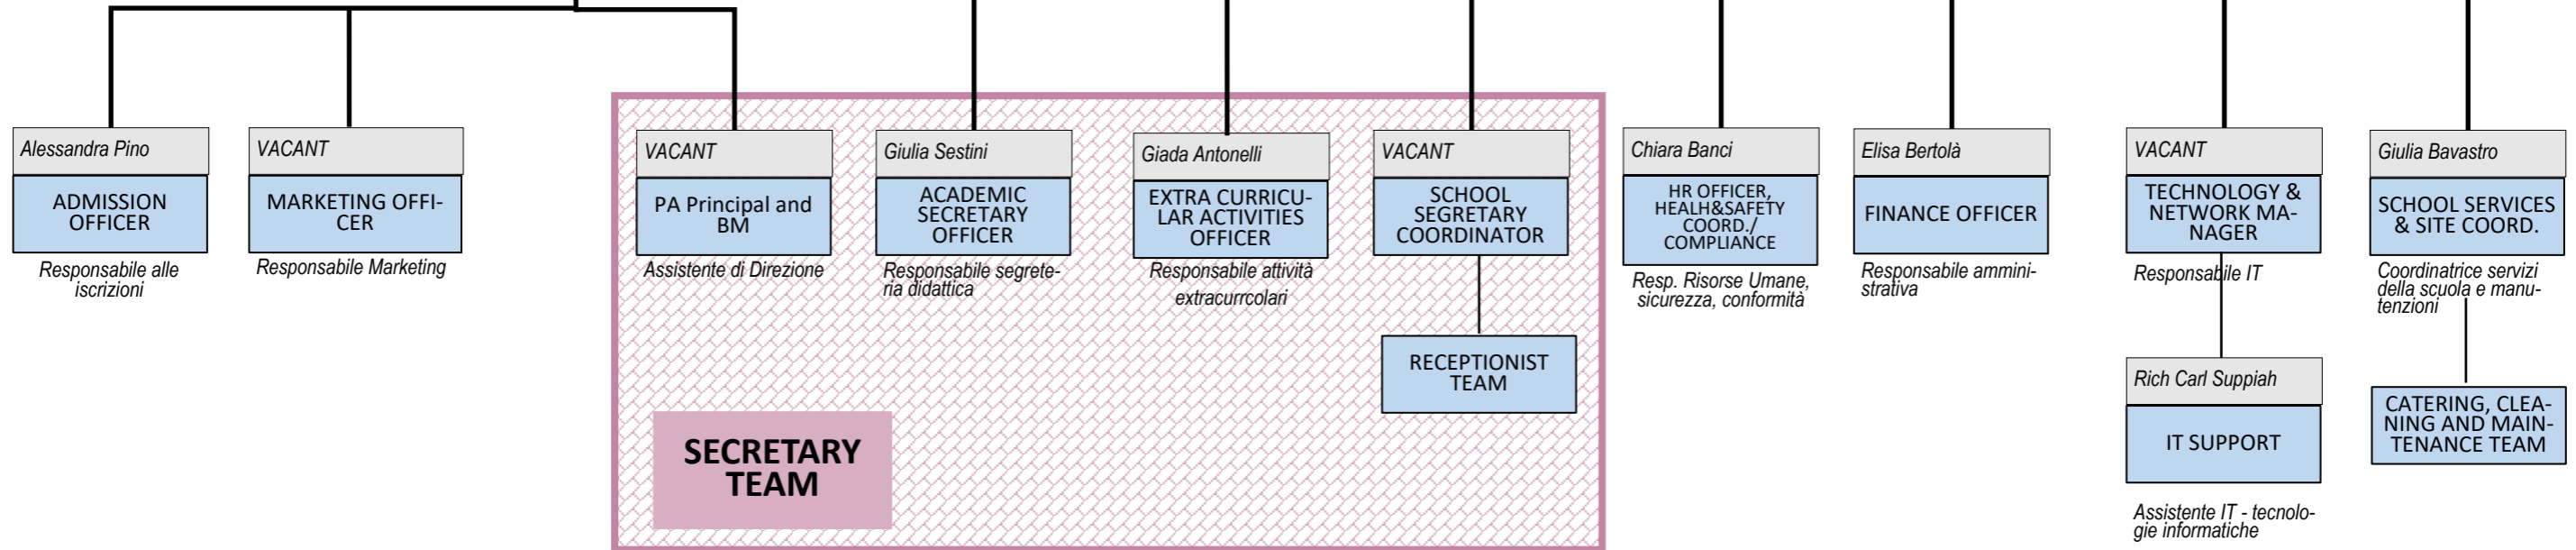 Alessandra Pino
ADMISSION
OFFICER
Responsabile alle
iscrizioni
VACANT
MARKETING OFFI-
CER
Responsabile Marketing
VACANT
PA Principal and
BM
Assistente di Direzione
Giulia Sestini
ACADEMIC
SECRETARY
OFFICER
Responsabile segrete-
ria didattica
Giada Antonelli
EXTRA CURRICU-
LAR ACTIVITIES
OFFICER
Responsabile attività
extracurrcolari
VACANT
SCHOOL
SEGRETARY
COORDINATOR
RECEPTIONIST
TEAM
SECRETARY
TEAM
Chiara Banci
HR OFFICER,
HEALH&SAFETY
COORD./
COMPLIANCE
Resp. Risorse Umane,
sicurezza, conformità
Elisa Bertolà
FINANCE OFFICER
Responsabile ammini-
strativa
VACANT
TECHNOLOGY &
NETWORK MA-
NAGER
Responsabile IT
Rich Carl Suppiah
IT SUPPORT
Assistente IT - tecnolo-
gie informatiche
Giulia Bavastro
SCHOOL SERVICES
& SITE COORD.
Coordinatrice servizi
della scuola e manu-
tenzioni
CATERING, CLEA-
NING AND MAIN-
TENANCE TEAM